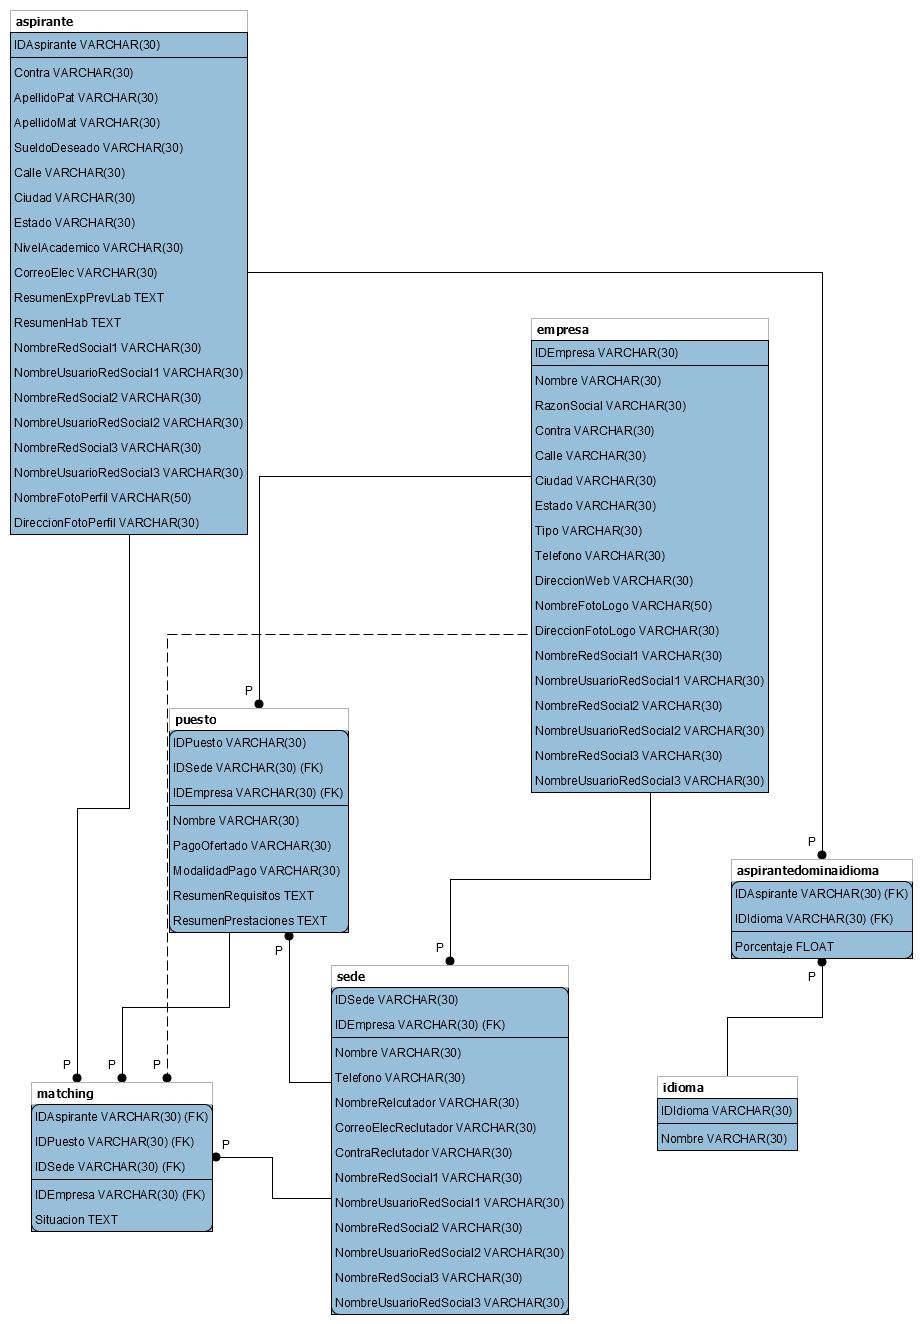 aspirante
IDAspirante VARCHAR(30)
Contra VARCHAR(30)
ApellidoPat VARCHAR(30)
ApellidoMat VARCHAR(30)
SueldoDeseado VARCHAR(30)
Calle VARCHAR(30)
Ciudad VARCHAR(30)
Estado VARCHAR(30)
NivelAcademico VARCHAR(30)
CorreoElec VARCHAR(30)
ResumenExpPrevLab TEXT
ResumenHab TEXT
NombreRedSocial1 VARCHAR(30)
NombreUsuarioRedSocial1 VARCHAR(30)
NombreRedSocial2 VARCHAR(30)
NombreUsuarioRedSocial2 VARCHAR(30)
NombreRedSocial3 VARCHAR(30)
NombreUsuarioRedSocial3 VARCHAR(30)
NombreFotoPerfil VARCHAR(50)
DireccionFotoPerfil VARCHAR(30)
empresa
IDEmpresa VARCHAR(30)
Nombre VARCHAR(30)
RazonSocial VARCHAR(30)
Contra VARCHAR(30)
Calle VARCHAR(30)
Ciudad VARCHAR(30)
Estado VARCHAR(30)
Tipo VARCHAR(30)
Telefono VARCHAR(30)
DireccionWeb VARCHAR(30)
NombreFotoLogo VARCHAR(50)
DireccionFotoLogo VARCHAR(30)
NombreRedSocial1 VARCHAR(30)
NombreUsuarioRedSocial1 VARCHAR(30)
NombreRedSocial2 VARCHAR(30)
NombreUsuarioRedSocial2 VARCHAR(30)
NombreRedSocial3 VARCHAR(30)
NombreUsuarioRedSocial3 VARCHAR(30)
P
puesto
IDPuesto VARCHAR(30)
IDSede VARCHAR(30) (FK)
IDEmpresa VARCHAR(30) (FK)
Nombre VARCHAR(30)
PagoOfertado VARCHAR(30)
ModalidadPago VARCHAR(30)
ResumenRequisitos TEXT
ResumenPrestaciones TEXT
P
P
aspirantedominaidioma
IDAspirante VARCHAR(30) (FK)
IDIdioma VARCHAR(30) (FK)
Porcentaje FLOAT
P
P
sede
IDSede VARCHAR(30)
IDEmpresa VARCHAR(30) (FK)
Nombre VARCHAR(30)
Telefono VARCHAR(30)
NombreRelcutador VARCHAR(30)
CorreoElecReclutador VARCHAR(30)
ContraReclutador VARCHAR(30)
NombreRedSocial1 VARCHAR(30)
NombreUsuarioRedSocial1 VARCHAR(30)
NombreRedSocial2 VARCHAR(30)
NombreUsuarioRedSocial2 VARCHAR(30)
NombreRedSocial3 VARCHAR(30)
NombreUsuarioRedSocial3 VARCHAR(30)
P
P
P
matching
IDAspirante VARCHAR(30) (FK)
IDPuesto VARCHAR(30) (FK)
IDSede VARCHAR(30) (FK)
IDEmpresa VARCHAR(30) (FK)
Situacion TEXT
P
idioma
IDIdioma VARCHAR(30)
Nombre VARCHAR(30)